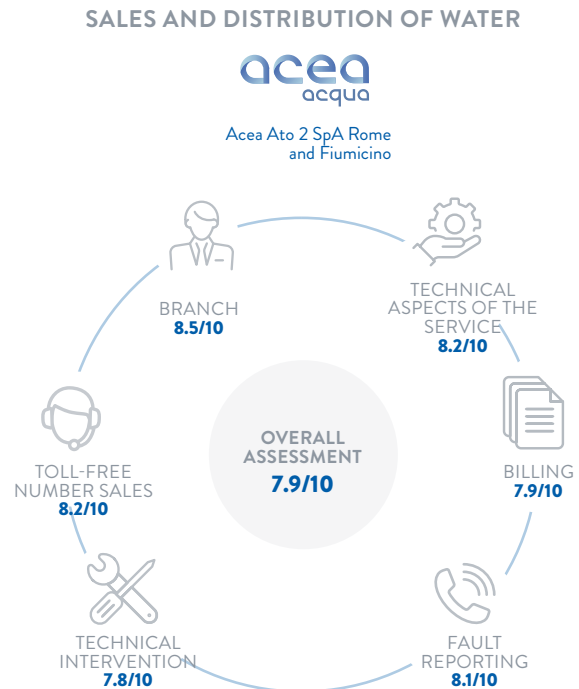 SALES AND DISTRIBUTION OF WATER
acea
acqua
Acea Ato 2 SpA Rome
and Fiumicino
BRANCH
8.5/10
TECHNICAL
ASPECTS OF THE
SERVICE
8.2/10
OVERALL
ASSESSMENT
7.9/10
TOLL-FREE
NUMBER SALES
8.2/10
BILLING
7.9/10
TECHNICAL
INTERVENTION
7.8/10
FAULT
REPORTING
8.1/10